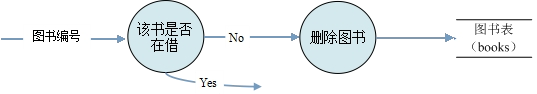 图书编号
该书是否
在借
No
Yes
删除图书
图书表
（books）